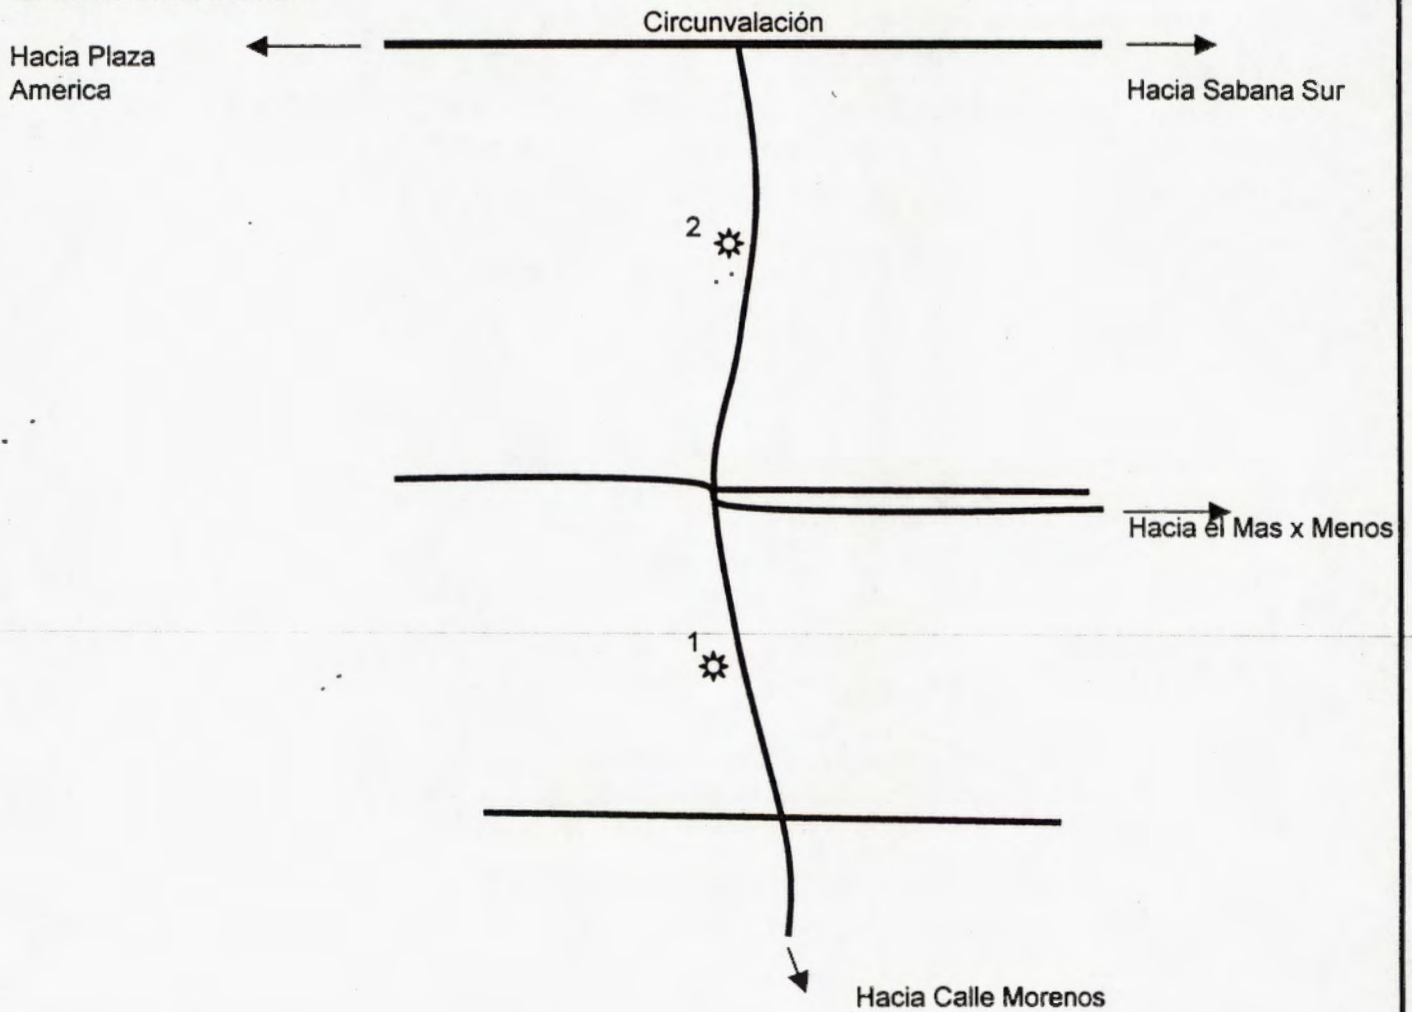 Circunvalación
Hacia Plaza
America
Hacia Sabana Sur
2
Hacia el Mas x Menos
1
Hacia Calle Morenos